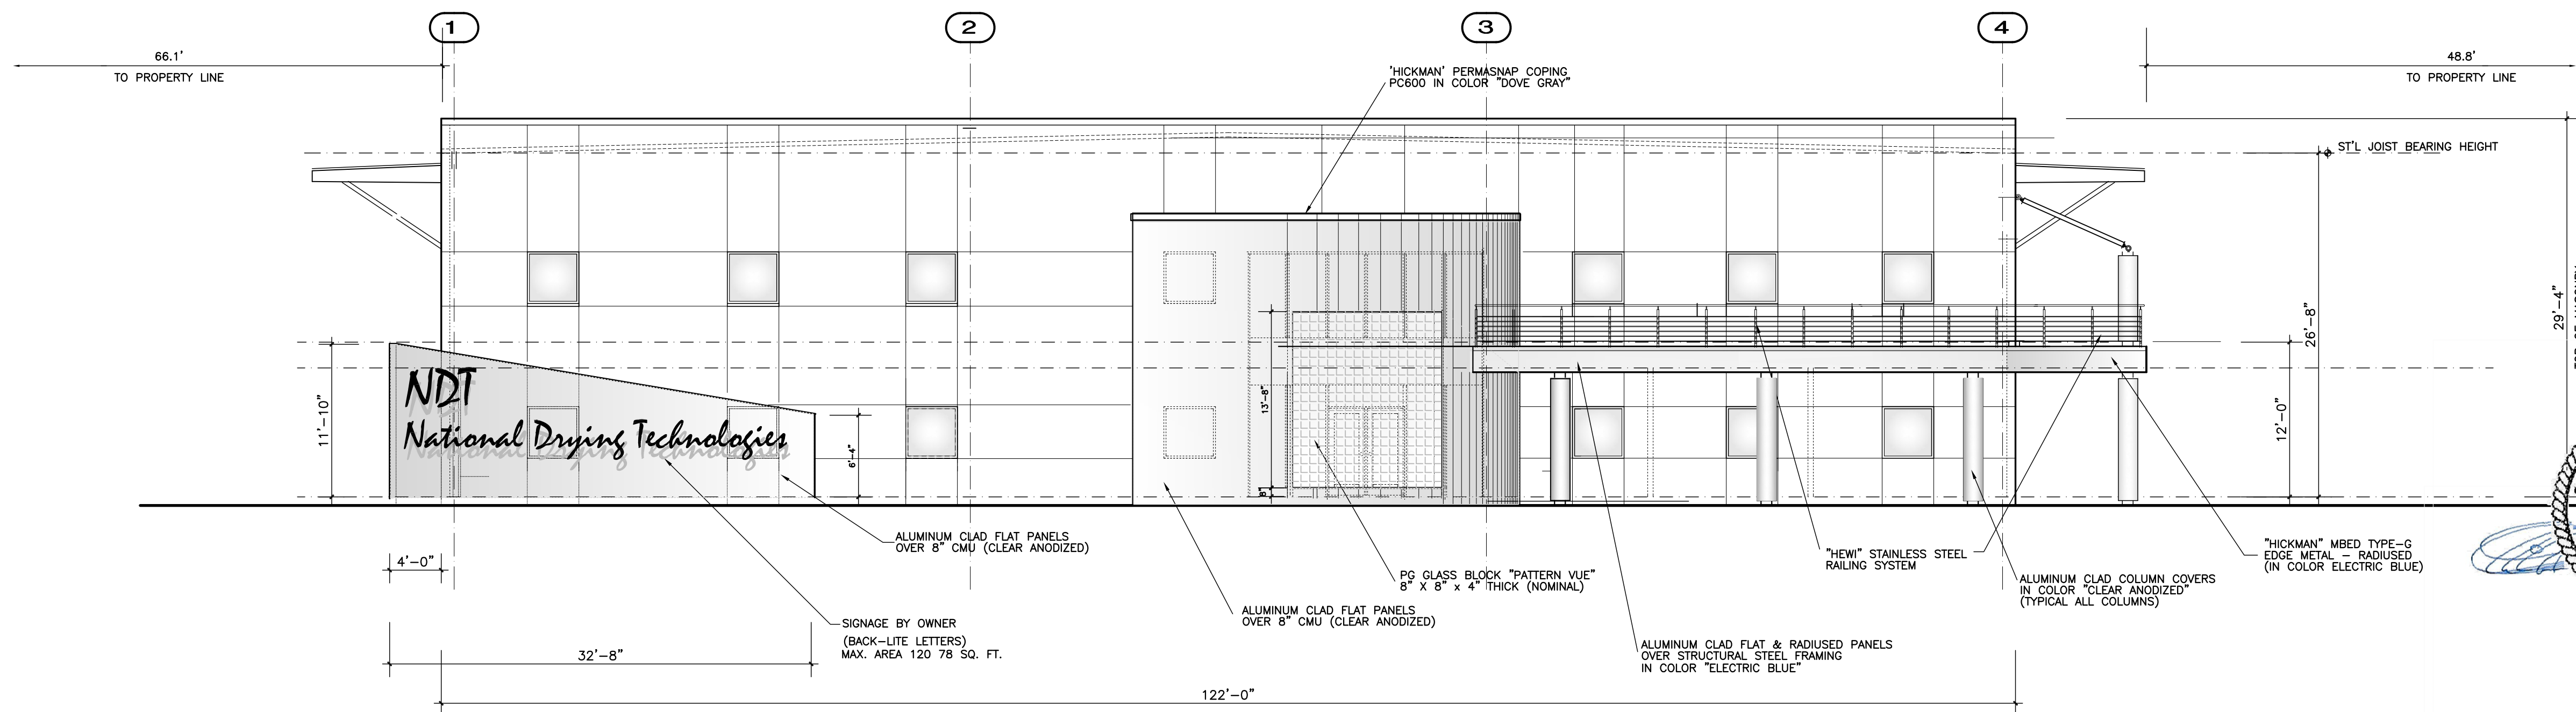 1
2
3
4
66.1'
TO PROPERTY LINE
48.8'
TO PROPERTY LINE
'HICKMAN' PERMASNAP COPING
PC600 IN COLOR "DOVE GRAY"
ST'L JOIST BEARING HEIGHT
29'-4"
26'-8"
12'-0"
11'-10"
NDT
National Drying Technologies
6'-4"
13'-8"
8"
4'-0"
ALUMINUM CLAD FLAT PANELS
OVER 8" CMU (CLEAR ANODIZED)
SIGNAGE BY OWNER
(BACK-LITE LETTERS)
MAX. AREA 120 78 SQ. FT.
32'-8"
ALUMINUM CLAD FLAT PANELS
OVER 8" CMU (CLEAR ANODIZED)
PG GLASS BLOCK "PATTERN VUE"
8" X 8" x 4" THICK (NOMINAL)
ALUMINUM CLAD FLAT & RADIUSED PANELS
OVER STRUCTURAL STEEL FRAMING
IN COLOR "ELECTRIC BLUE"
"HEWI" STAINLESS STEEL
RAILING SYSTEM
ALUMINUM CLAD COLUMN COVERS
IN COLOR "CLEAR ANODIZED"
(TYPICAL ALL COLUMNS)
"HICKMAN" MBED TYPE-G
EDGE METAL - RADIUSED
(IN COLOR ELECTRIC BLUE)
122'-0"